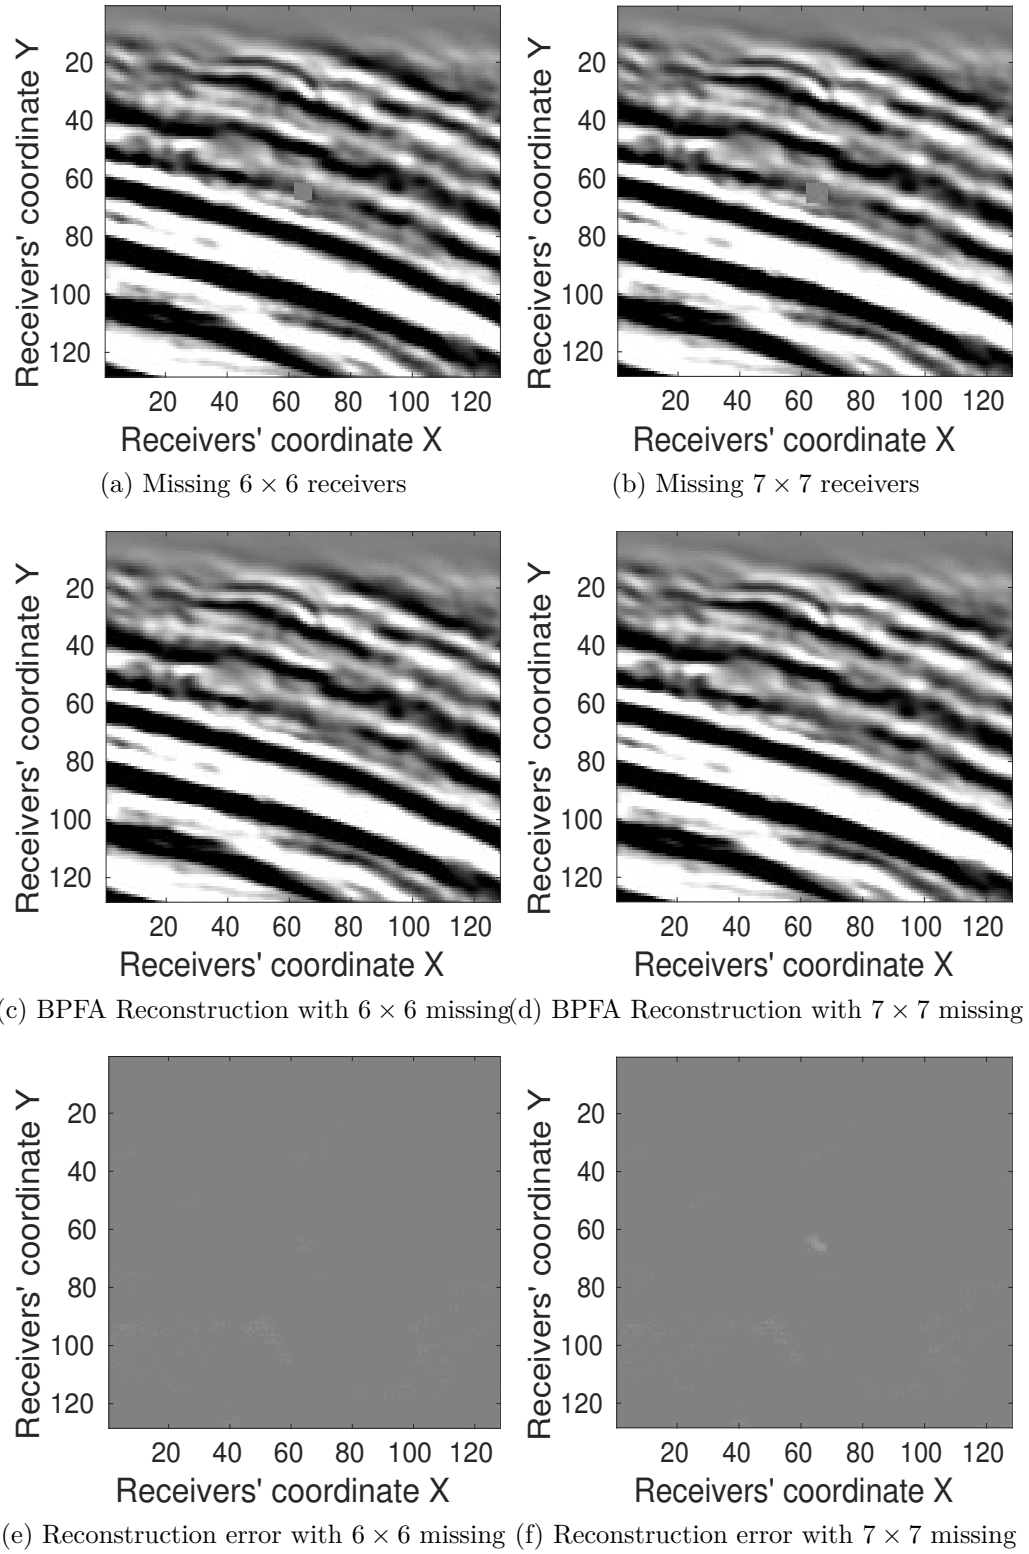 Receivers' coordinate Y
20
40
60
80
100
120
20 40 60 80 100 120
Receivers' coordinate X
(a) Missing 6 × 6 receivers
Receivers' coordinate Y
20
40
60
80
100
120
20 40 60 80 100 120
Receivers' coordinate X
(b) Missing 7 × 7 receivers
Receivers' coordinate Y
20
40
60
80
100
120
20 40 60 80 100 120
Receivers' coordinate X
(c) BPFA Reconstruction with 6 × 6 missing
Receivers' coordinate Y
20
40
60
80
100
120
20 40 60 80 100 120
Receivers' coordinate X
(d) BPFA Reconstruction with 7 × 7 missing
Receivers' coordinate Y
20
40
60
80
100
120
20 40 60 80 100 120
Receivers' coordinate X
(e) Reconstruction error with 6 × 6 missing
Receivers' coordinate Y
20
40
60
80
100
120
20 40 60 80 100 120
Receivers' coordinate X
(f) Reconstruction error with 7 × 7 missing